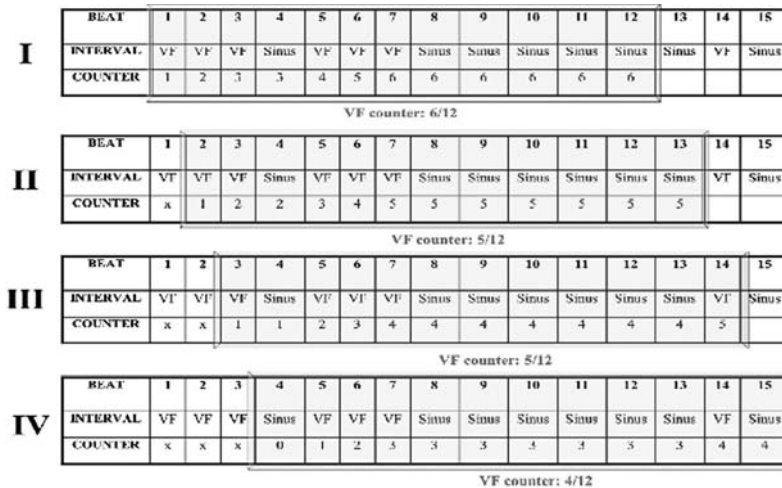 I
BEAT 1 2 3 4 5 6 7 8 9 10 11 12 13 14 15
INTERVAL VF VF VF Sinus VF VF VF Sinus Sinus Sinus Sinus Sinus Sinus VF Sinus
COUNTER 1 2 3 3 4 5 6 6 6 6 6 6
VF counter: 6/12
II
BEAT 1 2 3 4 5 6 7 8 9 10 11 12 13 14 15
INTERVAL VF VF VF Sinus VF VF VF Sinus Sinus Sinus Sinus Sinus Sinus VF Sinus
COUNTER x 1 2 2 3 4 5 5 5 5 5 5 5
VF counter: 5/12
III
BEAT 1 2 3 4 5 6 7 8 9 10 11 12 13 14 15
INTERVAL VF VF VF Sinus VF VF VF Sinus Sinus Sinus Sinus Sinus Sinus VF Sinus
COUNTER x x 1 1 2 3 4 4 4 4 4 4 4 5
VF counter: 5/12
IV
BEAT 1 2 3 4 5 6 7 8 9 10 11 12 13 14 15
INTERVAL VF VF VF Sinus VF VF VF Sinus Sinus Sinus Sinus Sinus Sinus VF Sinus
COUNTER x x x 0 1 2 3 3 3 3 3 3 3 4 4
VF counter: 4/12